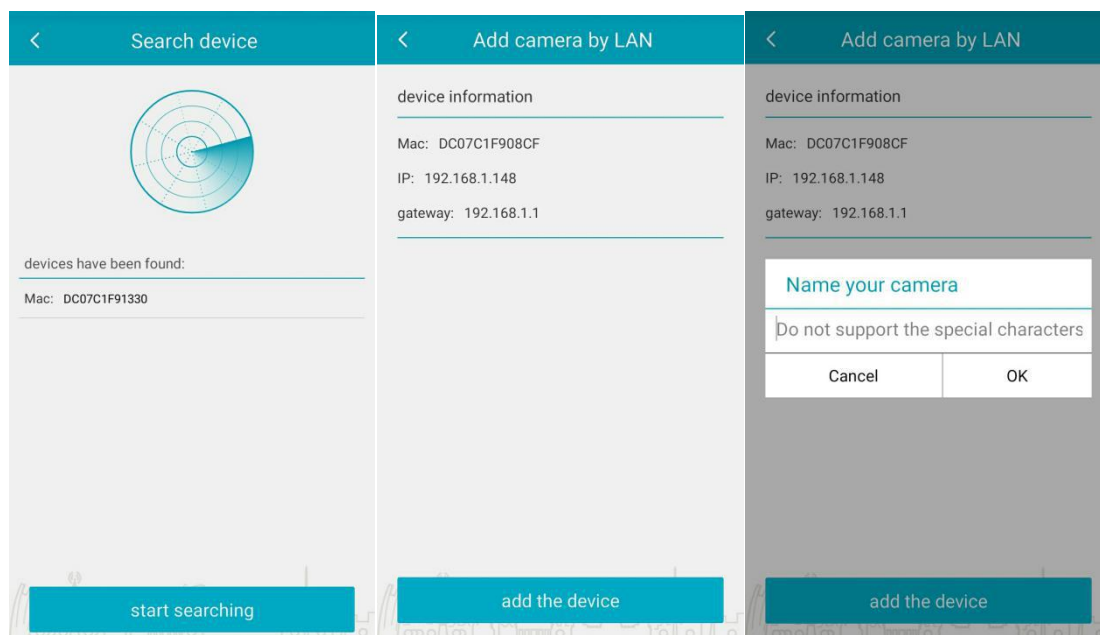 Search device
devices have been found:
Mac: DC07C1F91330
start searching
Add camera by LAN
device information
Mac: DC07C1F908CF
IP: 192.168.1.148
gateway: 192.168.1.1
add the device
Add camera by LAN
device information
Mac: DC07C1F908CF
IP: 192.168.1.148
gateway: 192.168.1.1
Name your camera
Do not support the special characters
Cancel OK
add the device